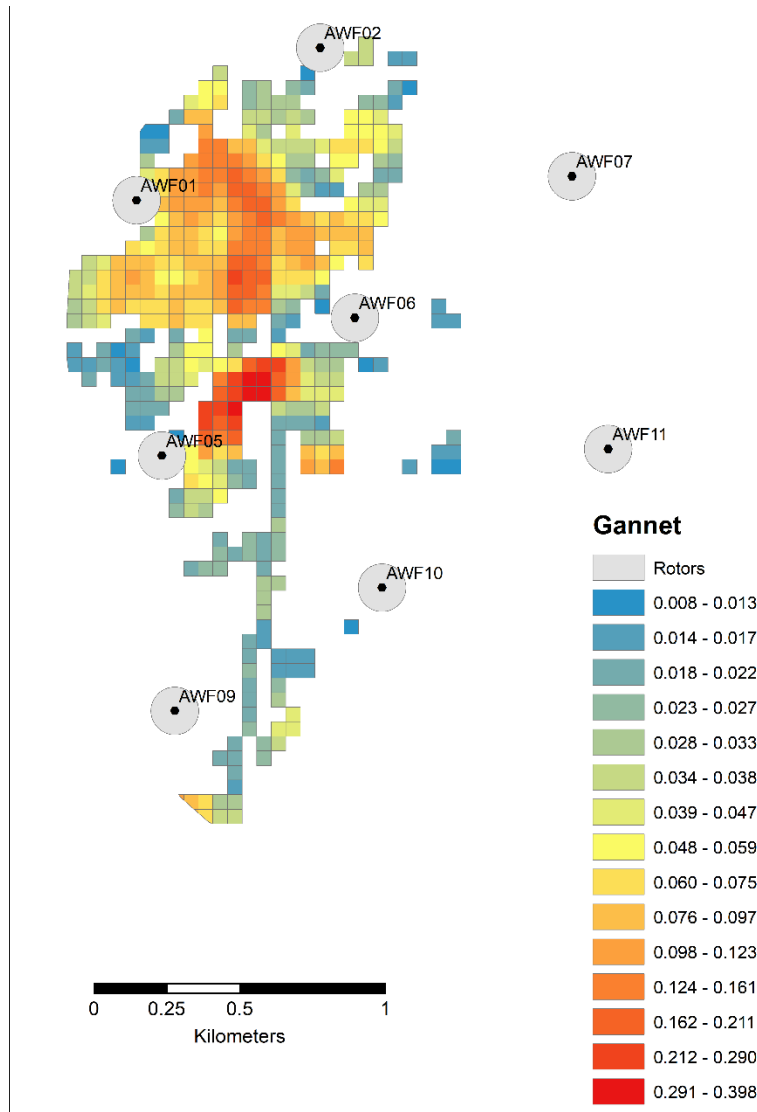 AWF02
AWF07
AWF01
AWF06
AWF05
AWF11
AWF10
AWF09
Gannet
Rotors
0.008 - 0.013
0.014 - 0.017
0.018 - 0.022
0.023 - 0.027
0.028 - 0.033
0.034 - 0.038
0.039 - 0.047
0.048 - 0.059
0.060 - 0.075
0.076 - 0.097
0.098 - 0.123
0.124 - 0.161
0.162 - 0.211
0.212 - 0.290
0.291 - 0.398
0 0.25 0.5 1
Kilometers